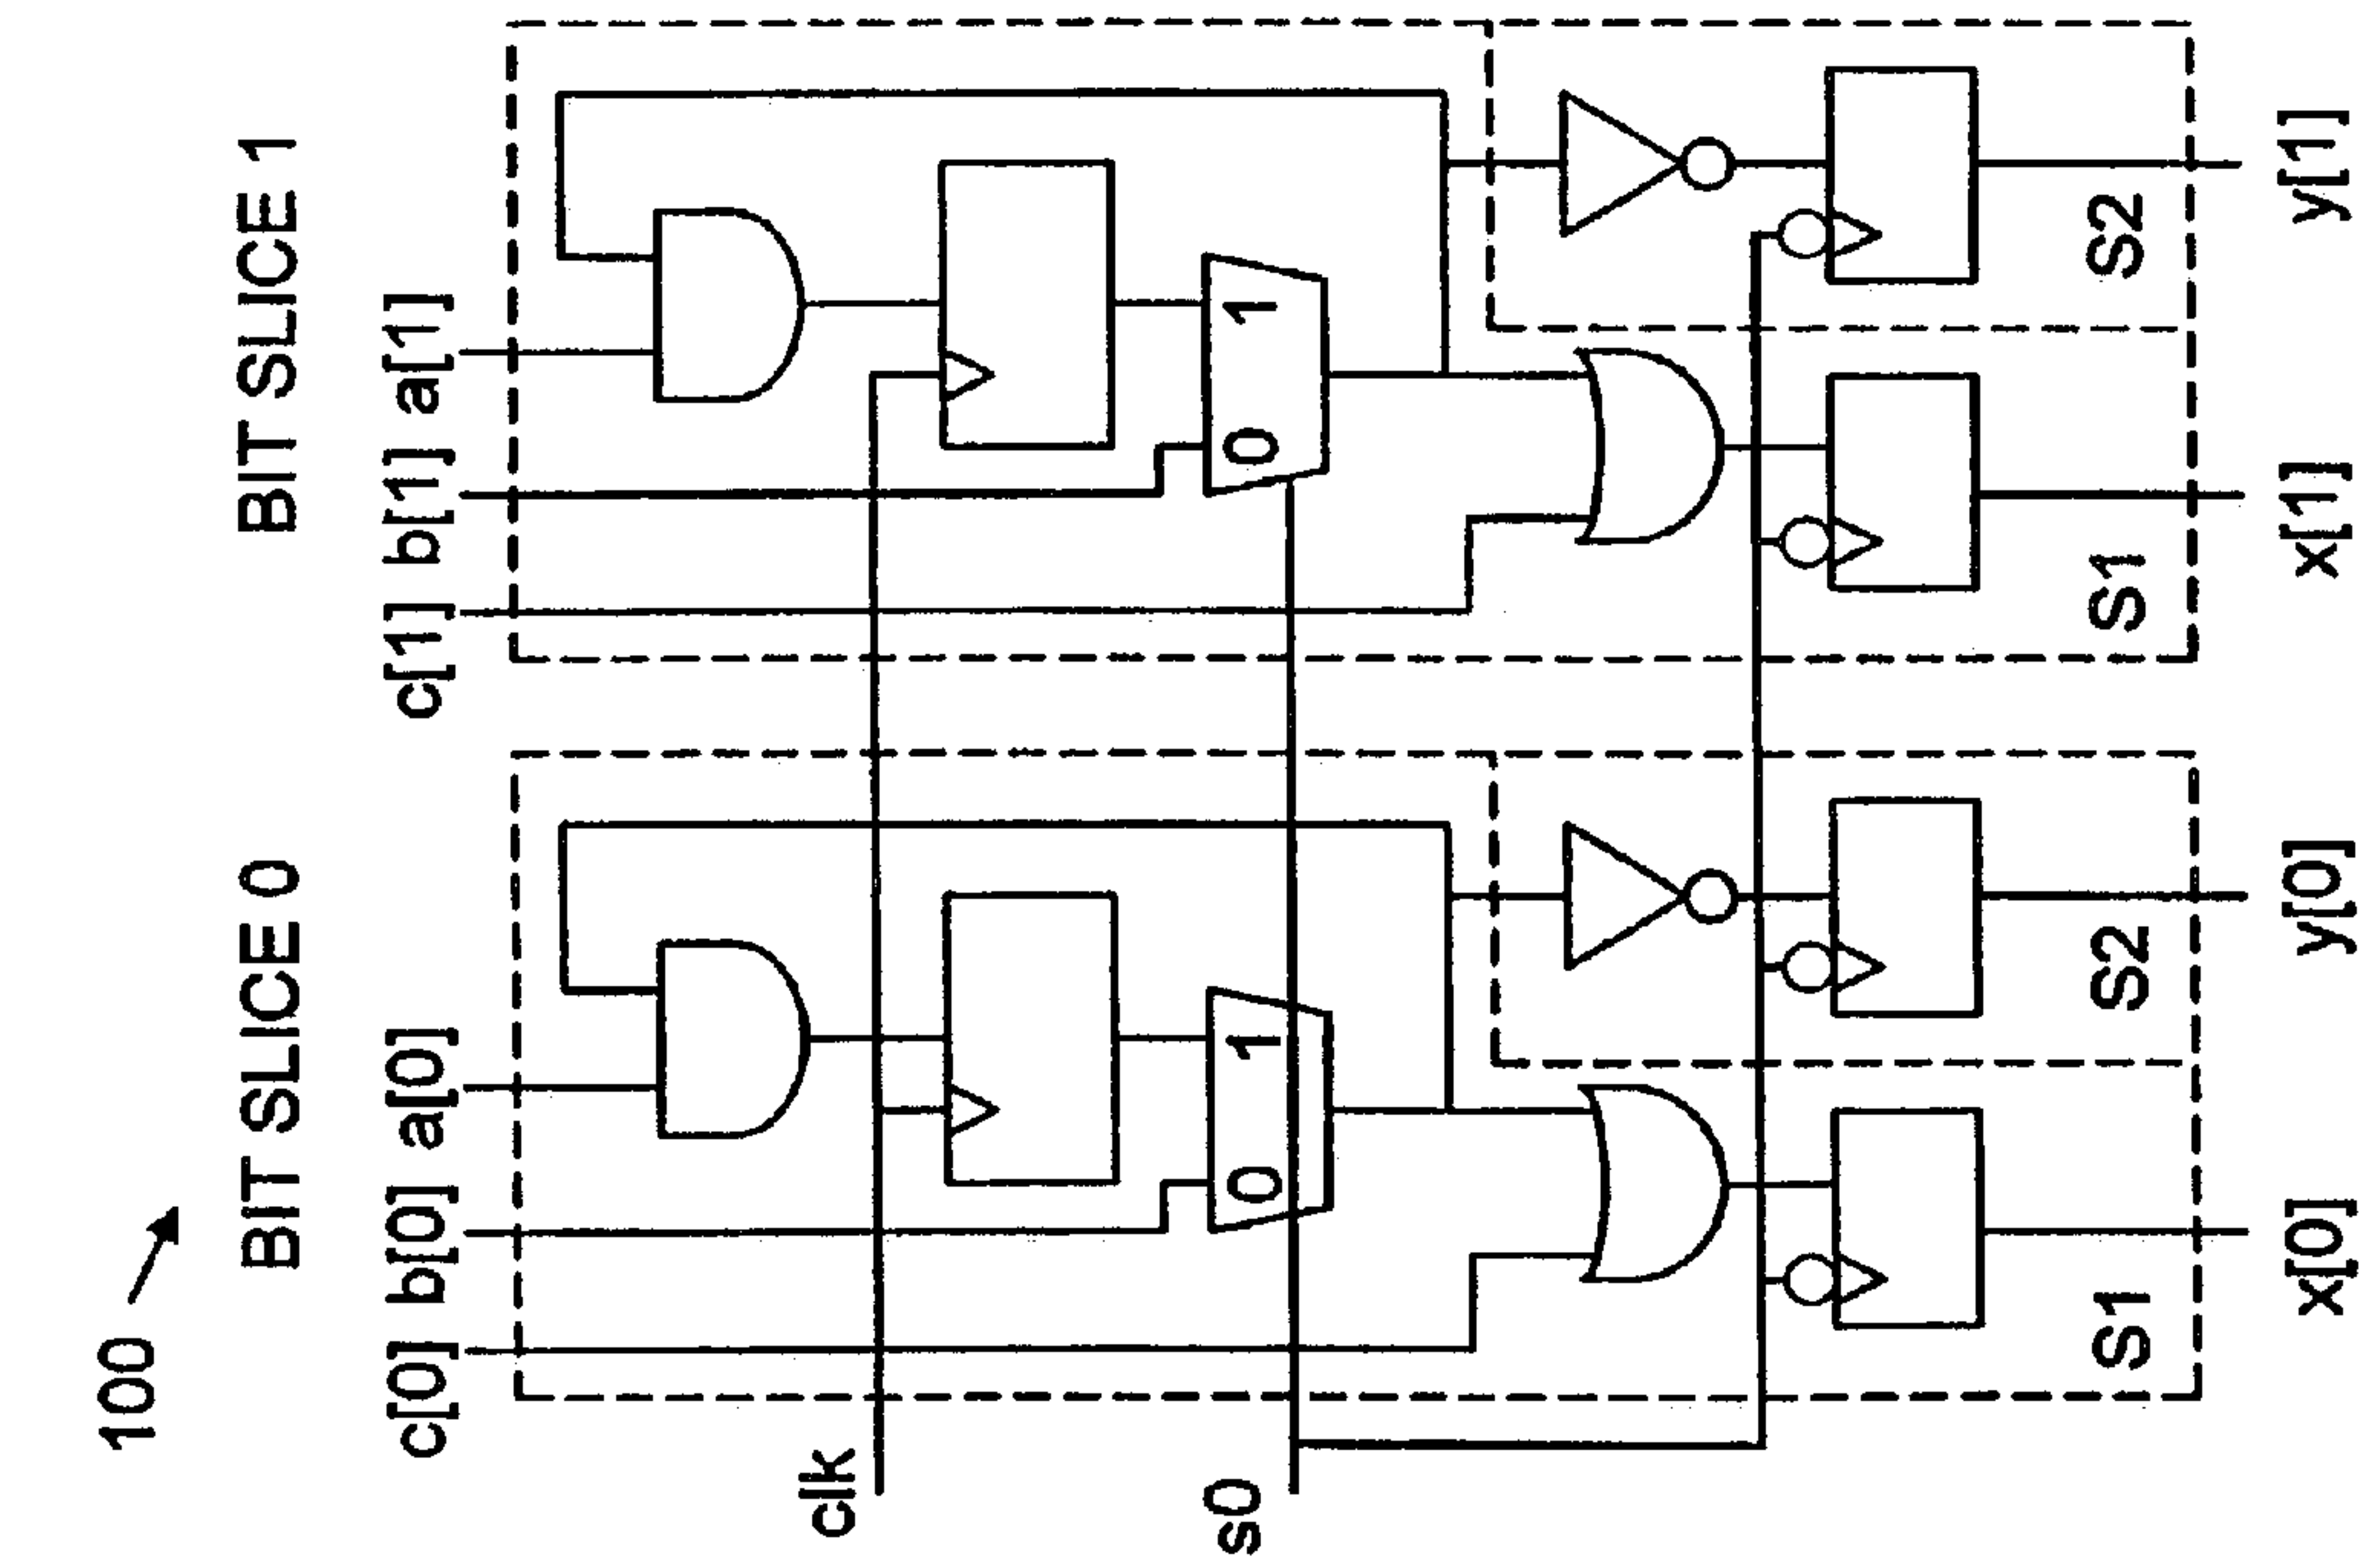 100
BIT SLICE 0
BIT SLICE 1
c[0] b[0] a[0]
c[1] b[1] a[1]
clk
0 1
0 1
s0
S1
S2
S1
S2
x[0]
y[0]
x[1]
y[1]